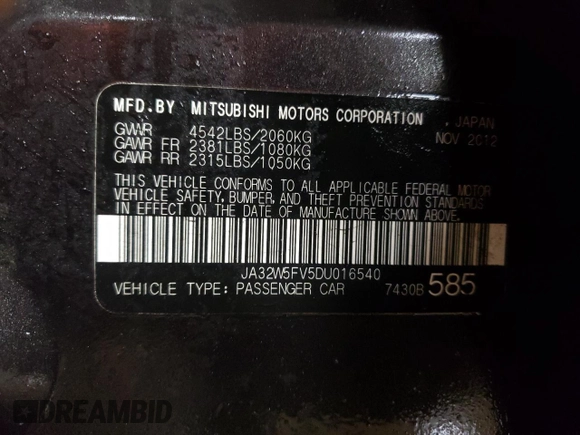 MFD.BY MITSUBISHI MOTORS CORPORATION , JAPAN
GVWR 4542LBS/2060KG NOV 2012
GAWR FR 2381LBS/1080KG
GAWR RR 2315LBS/1050KG
THIS VEHICLE CONFORMS TO ALL APPLICABLE FEDERAL MOTOR
VEHICLE SAFETY, BUMPER, AND THEFT PREVENTION STANDARDS
IN EFFECT ON THE DATE OF MANUFACTURE SHOWN ABOVE.
JA32W5FV5DU016540
VEHICLE TYPE: PASSENGER CAR 7430B 585
DREAMBID